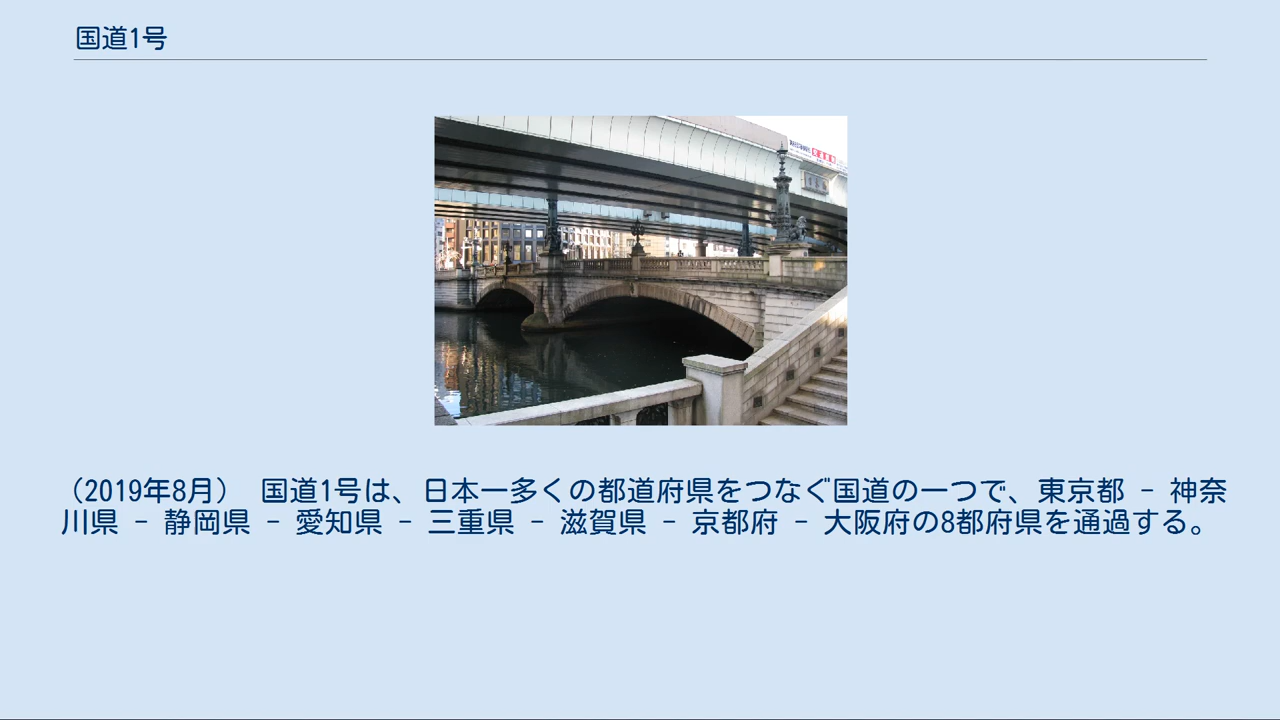 国道1号
（2019年8月）　国道1号は、日本一多くの都道府県をつなぐ国道の一つで、東京都 － 神奈
川県 － 静岡県 － 愛知県 － 三重県 － 滋賀県 － 京都府 － 大阪府の8都府県を通過する。